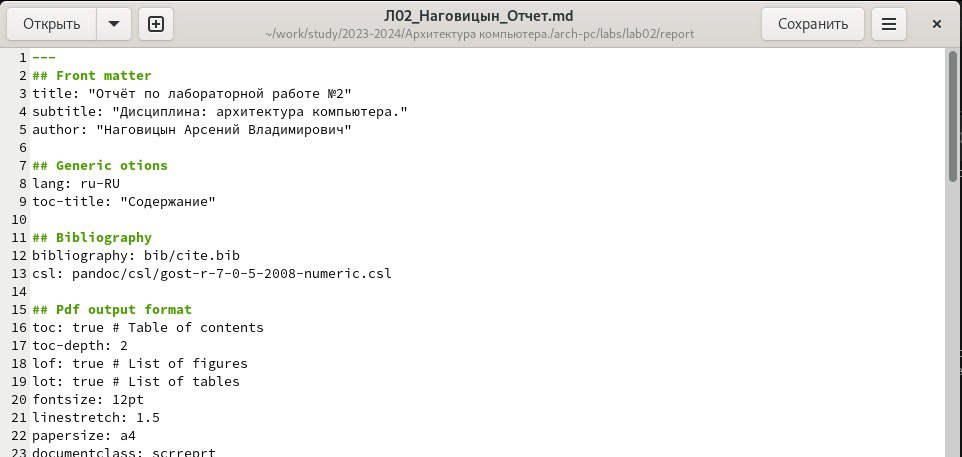 Открыть
Л02_Наговицын_Отчет.md
~/work/study/2023-2024/Архитектура компьютера./arch-pc/labs/lab02/report
Сохранить
1 ---
2 ## Front matter
3 title: "Отчёт по лабораторной работе №2"
4 subtitle: "Дисциплина: архитектура компьютера."
5 author: "Наговицын Арсений Владимирович"
6
7 ## Generic otions
8 lang: ru-RU
9 toc-title: "Содержание"
10
11 ## Bibliography
12 bibliography: bib/cite.bib
13 csl: pandoc/csl/gost-r-7-0-5-2008-numeric.csl
14
15 ## Pdf output format
16 toc: true # Table of contents
17 toc-depth: 2
18 lof: true # List of figures
19 lot: true # List of tables
20 fontsize: 12pt
21 linestretch: 1.5
22 papersize: a4
23 documentclass: scrreprt